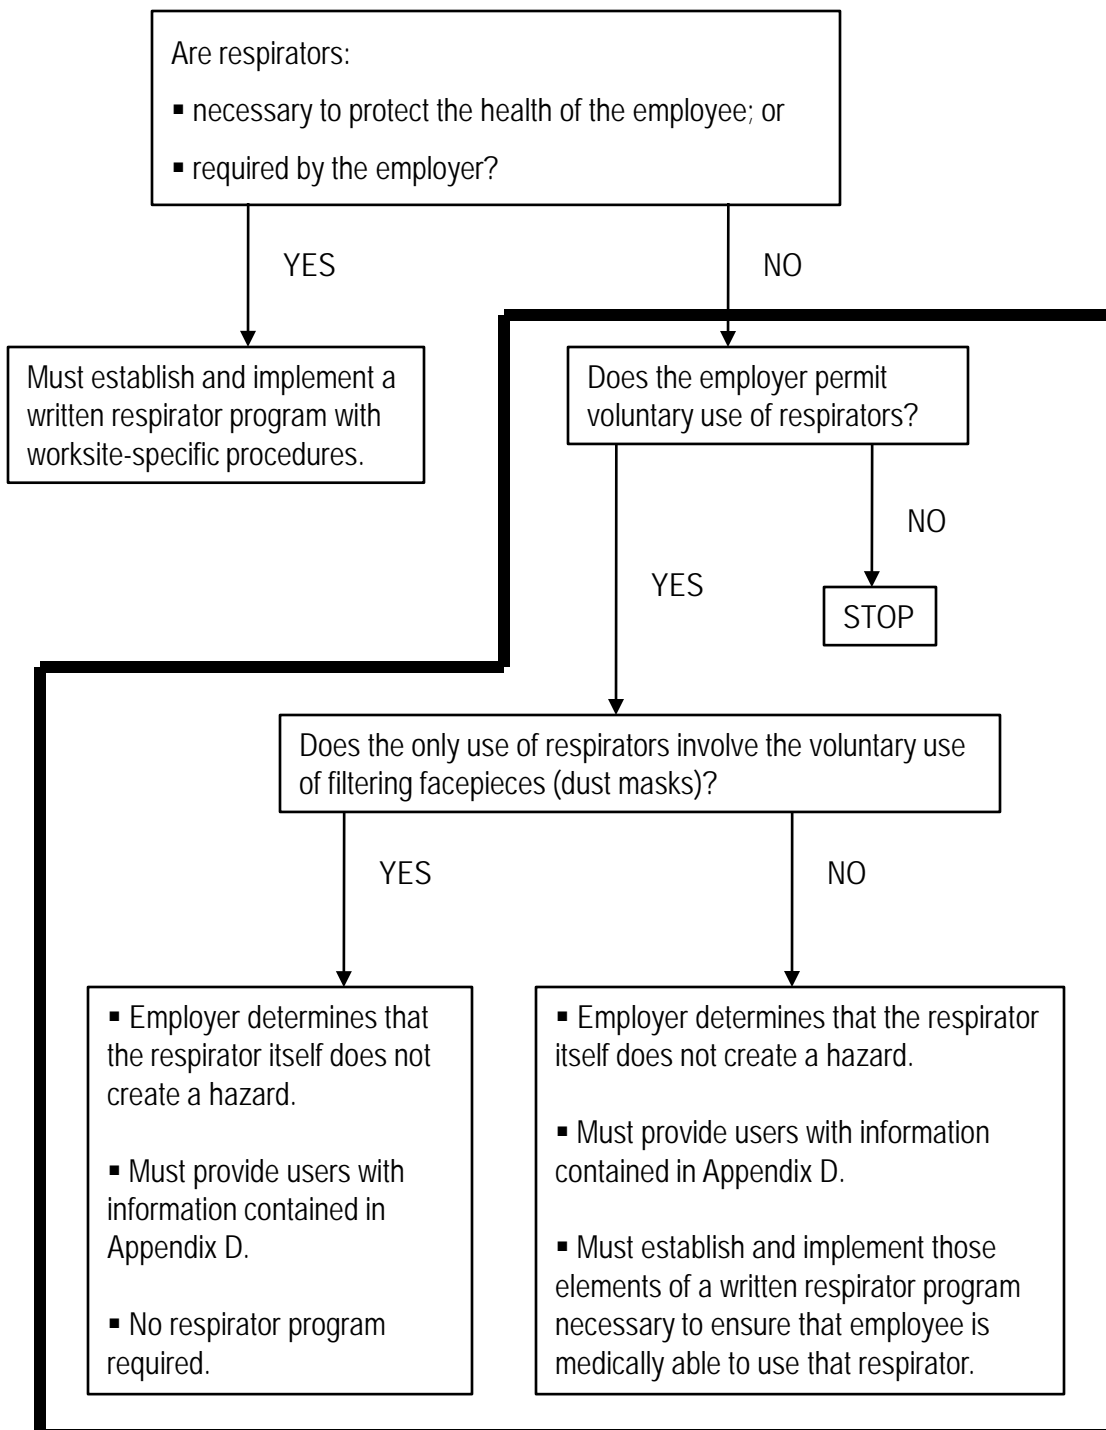 Are respirators:
▪ necessary to protect the health of the employee; or
▪ required by the employer?
YES
NO
Must establish and implement a
written respirator program with
worksite-specific procedures.
Does the employer permit
voluntary use of respirators?
NO
YES
STOP
Does the only use of respirators involve the voluntary use
of filtering facepieces (dust masks)?
YES
NO
▪ Employer determines that
the respirator itself does not
create a hazard.
▪ Must provide users with
information contained in
Appendix D.
▪ No respirator program
required.
▪ Employer determines that the respirator
itself does not create a hazard.
▪ Must provide users with information
contained in Appendix D.
▪ Must establish and implement those
elements of a written respirator program
necessary to ensure that employee is
medically able to use that respirator.